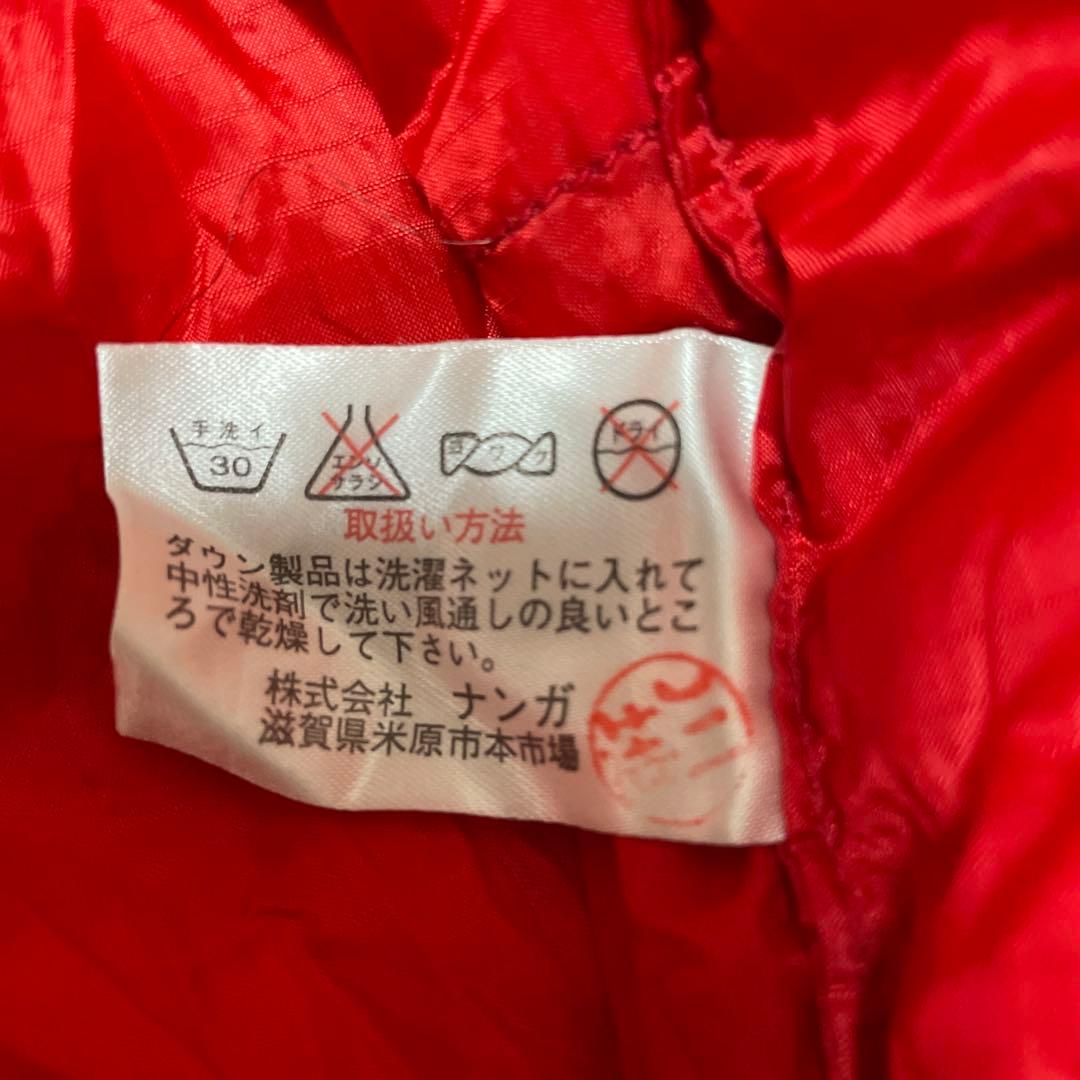 手洗イ
30
エンソ
サラシ
ヨワク
ドライ
取扱い方法
ダウン製品は洗濯ネットに入れて
中性洗剤で洗い風通しの良いとこ
ろで乾燥して下さい。
株式会社 ナンガ
滋賀県米原市本市場